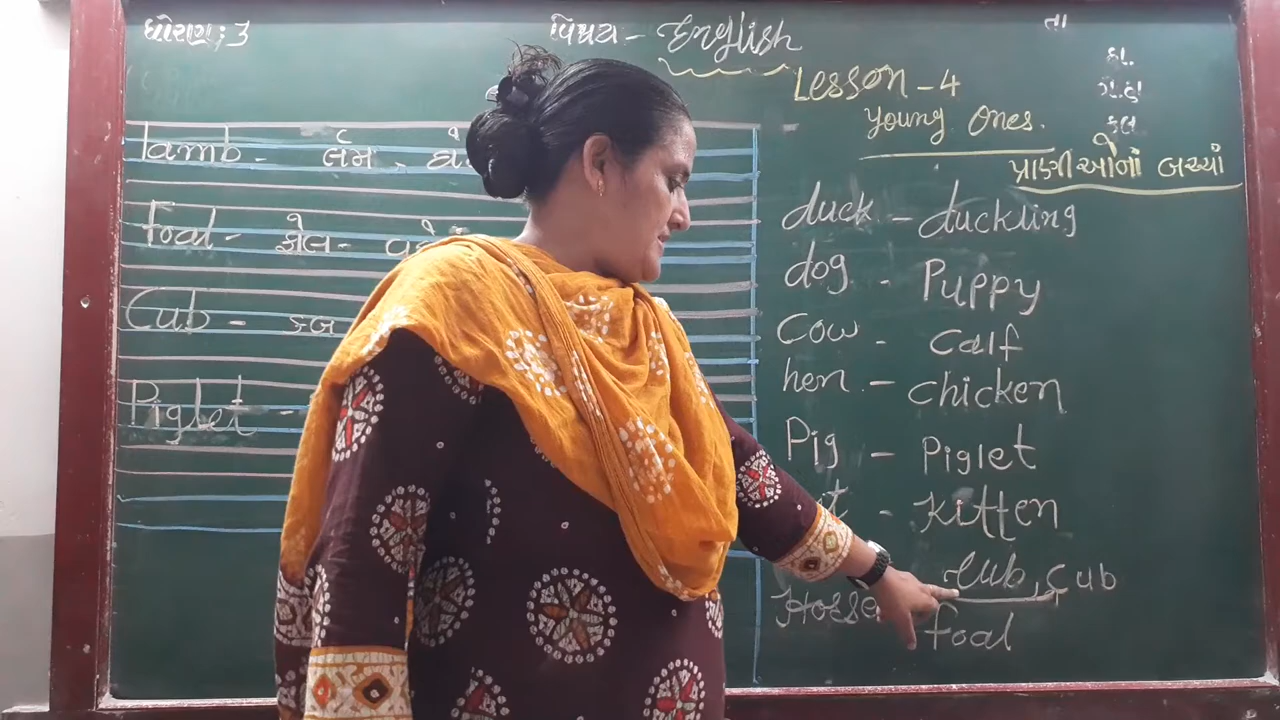 ધોરણ: 3
વિષય - English
તા
Lesson - 4
Young Ones.
પ્રાણીઓનાં બચ્ચાં
lamb - લંમ -
foal - ફોલ -
Cub - કબ
Piglet -
duck - duckling
dog - Puppy
Cow - Calf
hen - chicken
Pig - Piglet
- Kitten
Cub, Cub
Horse foal